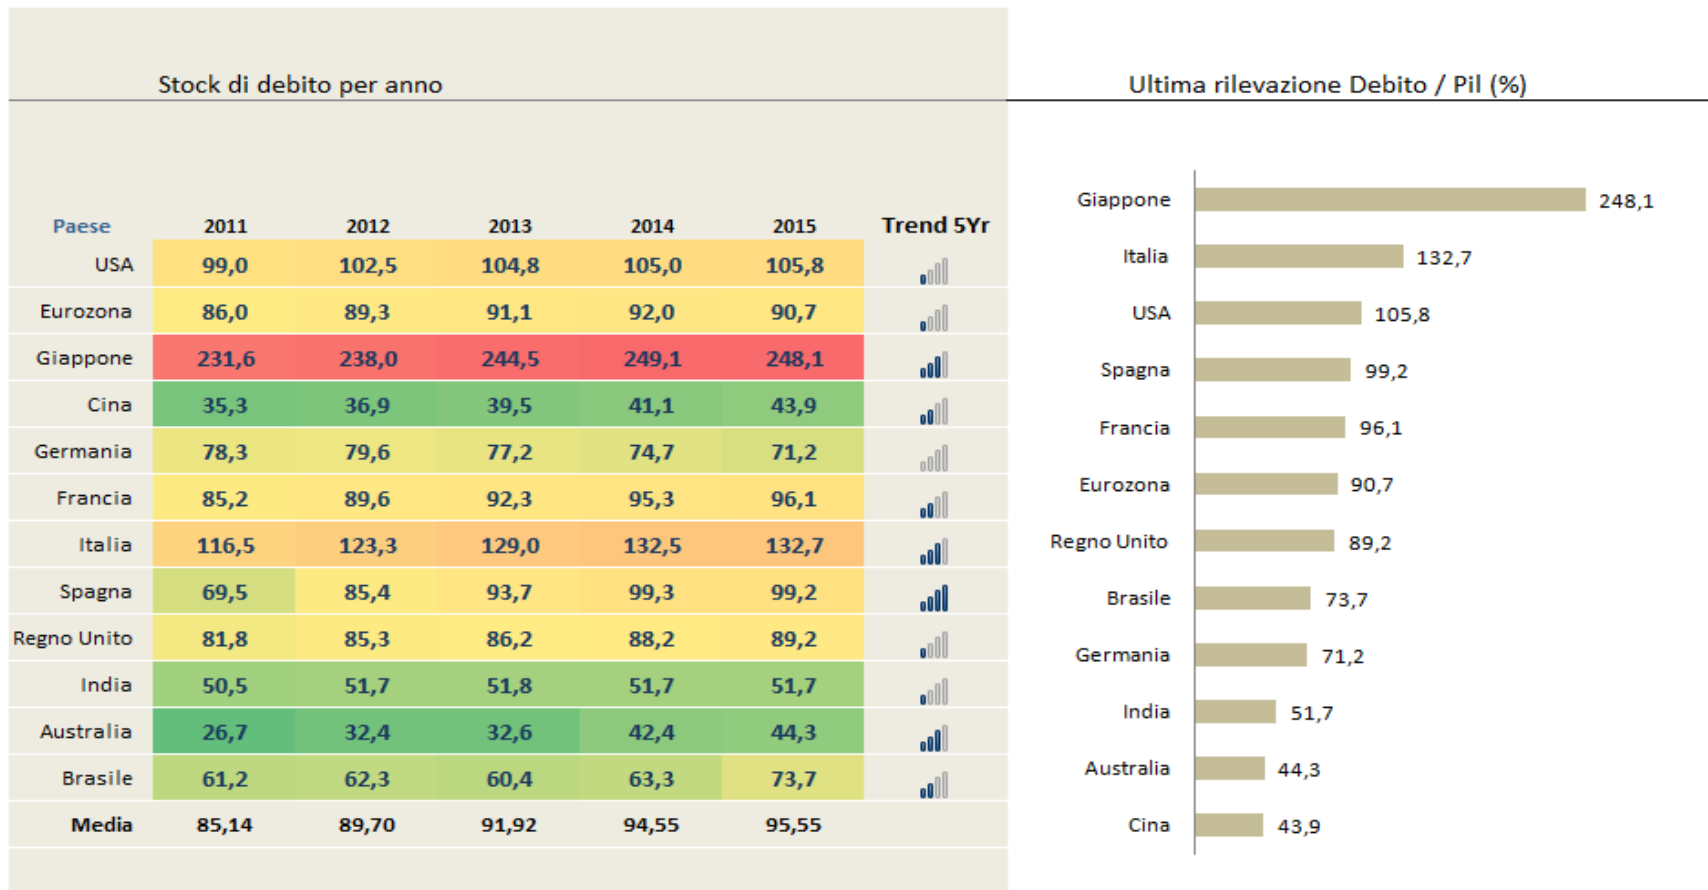 Stock di debito per anno
Paese 2011 2012 2013 2014 2015 Trend 5Yr
USA 99,0 102,5 104,8 105,0 105,8
Eurozona 86,0 89,3 91,1 92,0 90,7
Giappone 231,6 238,0 244,5 249,1 248,1
Cina 35,3 36,9 39,5 41,1 43,9
Germania 78,3 79,6 77,2 74,7 71,2
Francia 85,2 89,6 92,3 95,3 96,1
Italia 116,5 123,3 129,0 132,5 132,7
Spagna 69,5 85,4 93,7 99,3 99,2
Regno Unito 81,8 85,3 86,2 88,2 89,2
India 50,5 51,7 51,8 51,7 51,7
Australia 26,7 32,4 32,6 42,4 44,3
Brasile 61,2 62,3 60,4 63,3 73,7
Media 85,14 89,70 91,92 94,55 95,55
Ultima rilevazione Debito / Pil (%)
Giappone 248,1
Italia 132,7
USA 105,8
Spagna 99,2
Francia 96,1
Eurozona 90,7
Regno Unito 89,2
Brasile 73,7
Germania 71,2
India 51,7
Australia 44,3
Cina 43,9